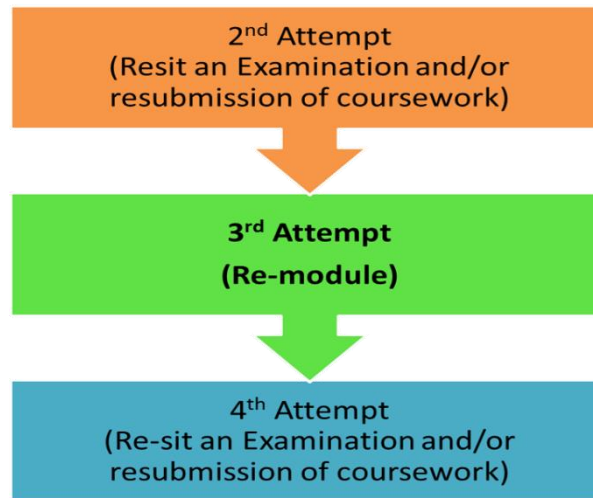 2nd Attempt
(Resit an Examination and/or
resubmission of coursework)
3rd Attempt
(Re-module)
4th Attempt
(Re-sit an Examination and/or
resubmission of coursework)